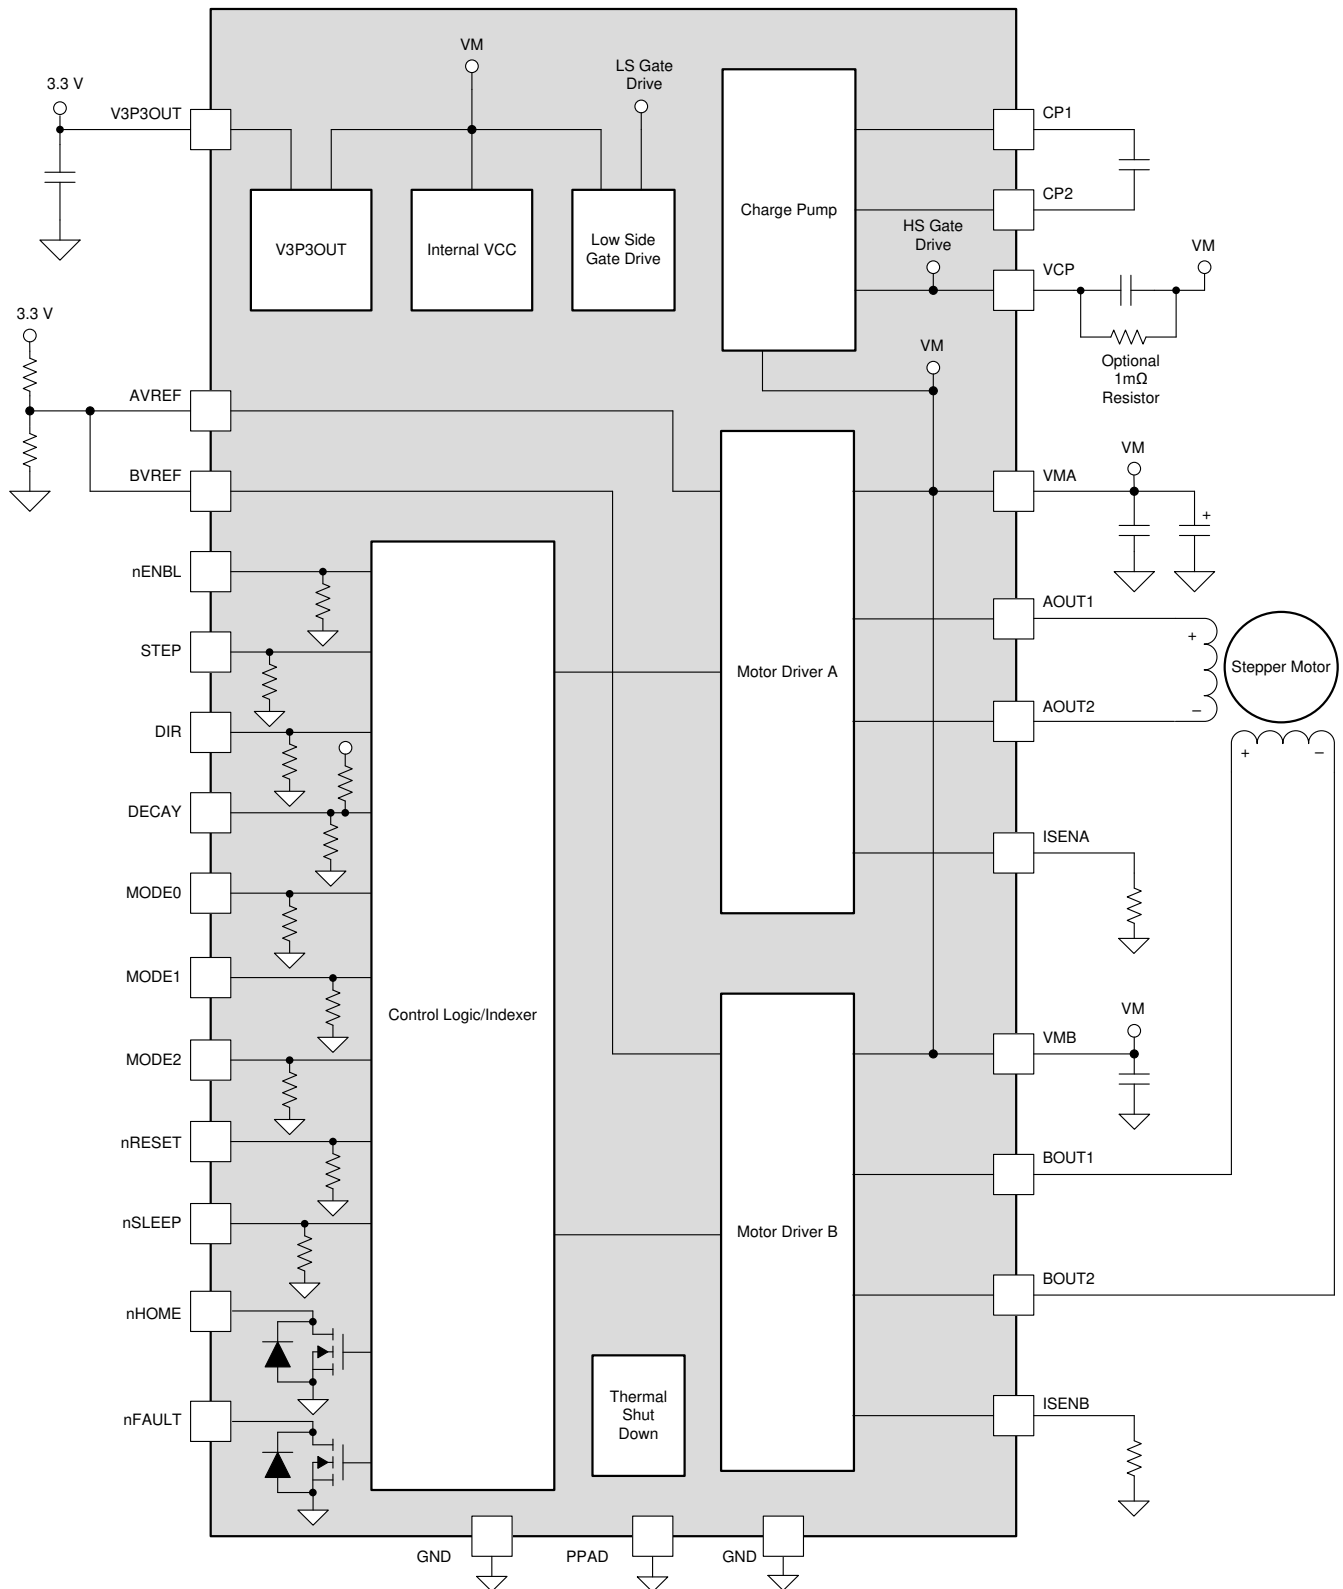 VM
LS Gate
Drive
3.3 V
V3P3OUT
CP1
CP2
V3P3OUT
Internal VCC
Low Side
Gate Drive
Charge Pump
HS Gate
Drive
VCP
VM
3.3 V
VM
Optional
1mΩ
Resistor
AVREF
BVREF
VM
VMA
+
nENBL
STEP
DIR
DECAY
MODE0
MODE1
MODE2
nRESET
nSLEEP
nHOME
nFAULT
Control Logic/Indexer
Motor Driver A
AOUT1
+
Stepper Motor
AOUT2
–
+
–
ISENA
VM
VMB
Motor Driver B
BOUT1
BOUT2
Thermal
Shut
Down
ISENB
GND
PPAD
GND